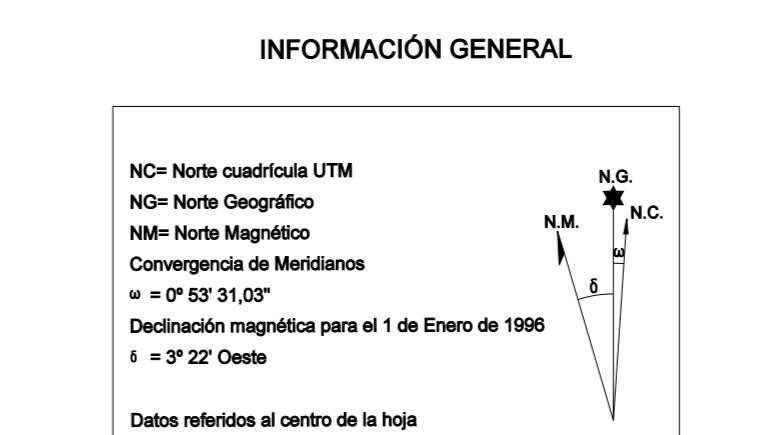 INFORMACIÓN GENERAL
NC= Norte cuadrícula UTM
NG= Norte Geográfico
NM= Norte Magnético
Convergencia de Meridianos
ω = 0º 53' 31,03"
Declinación magnética para el 1 de Enero de 1996
δ = 3º 22' Oeste
Datos referidos al centro de la hoja
N.G.
N.C.
N.M.
ω
δ